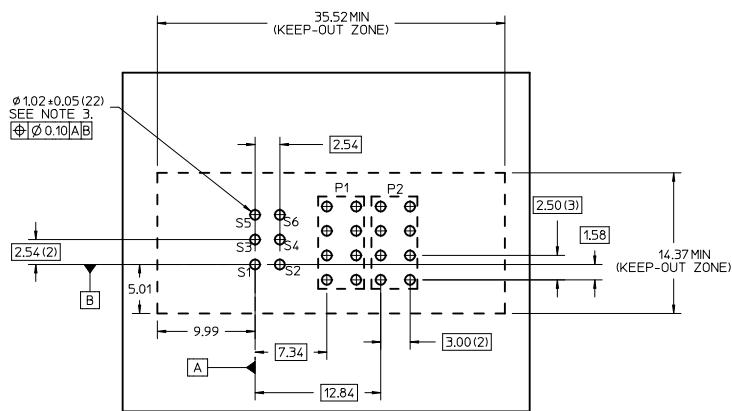 35.52 MIN
(KEEP-OUT ZONE)
Ø1.02 ±0.05 (22)
SEE NOTE 3.
⌖ Ø 0.10 A B
2.54
P1 P2
2.50 (3)
S5 S6
1.58
S3 S4
2.54 (2)
14.37 MIN
(KEEP-OUT ZONE)
S1 S2
5.01
B
9.99
7.34
3.00 (2)
A
12.84